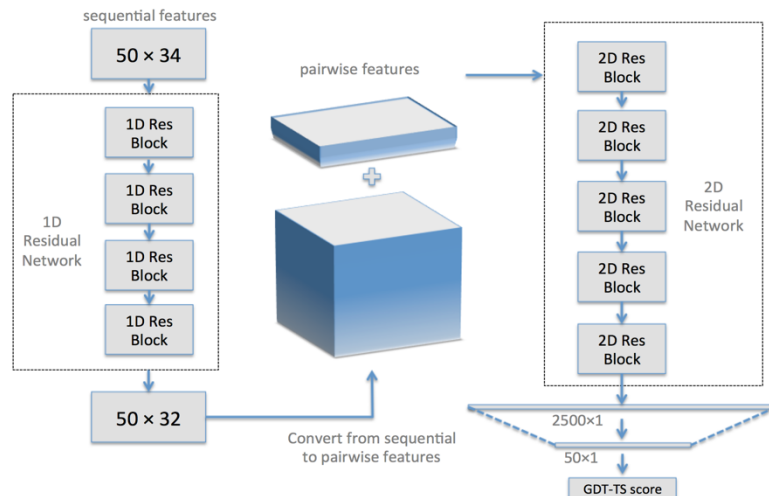 sequential features
50 × 34
1D Res
Block
1D Res
Block
1D Res
Block
1D Res
Block
1D
Residual
Network
50 × 32
pairwise features
Convert from sequential
to pairwise features
2D Res
Block
2D Res
Block
2D Res
Block
2D Res
Block
2D Res
Block
2D
Residual
Network
2500×1
50×1
GDT-TS score